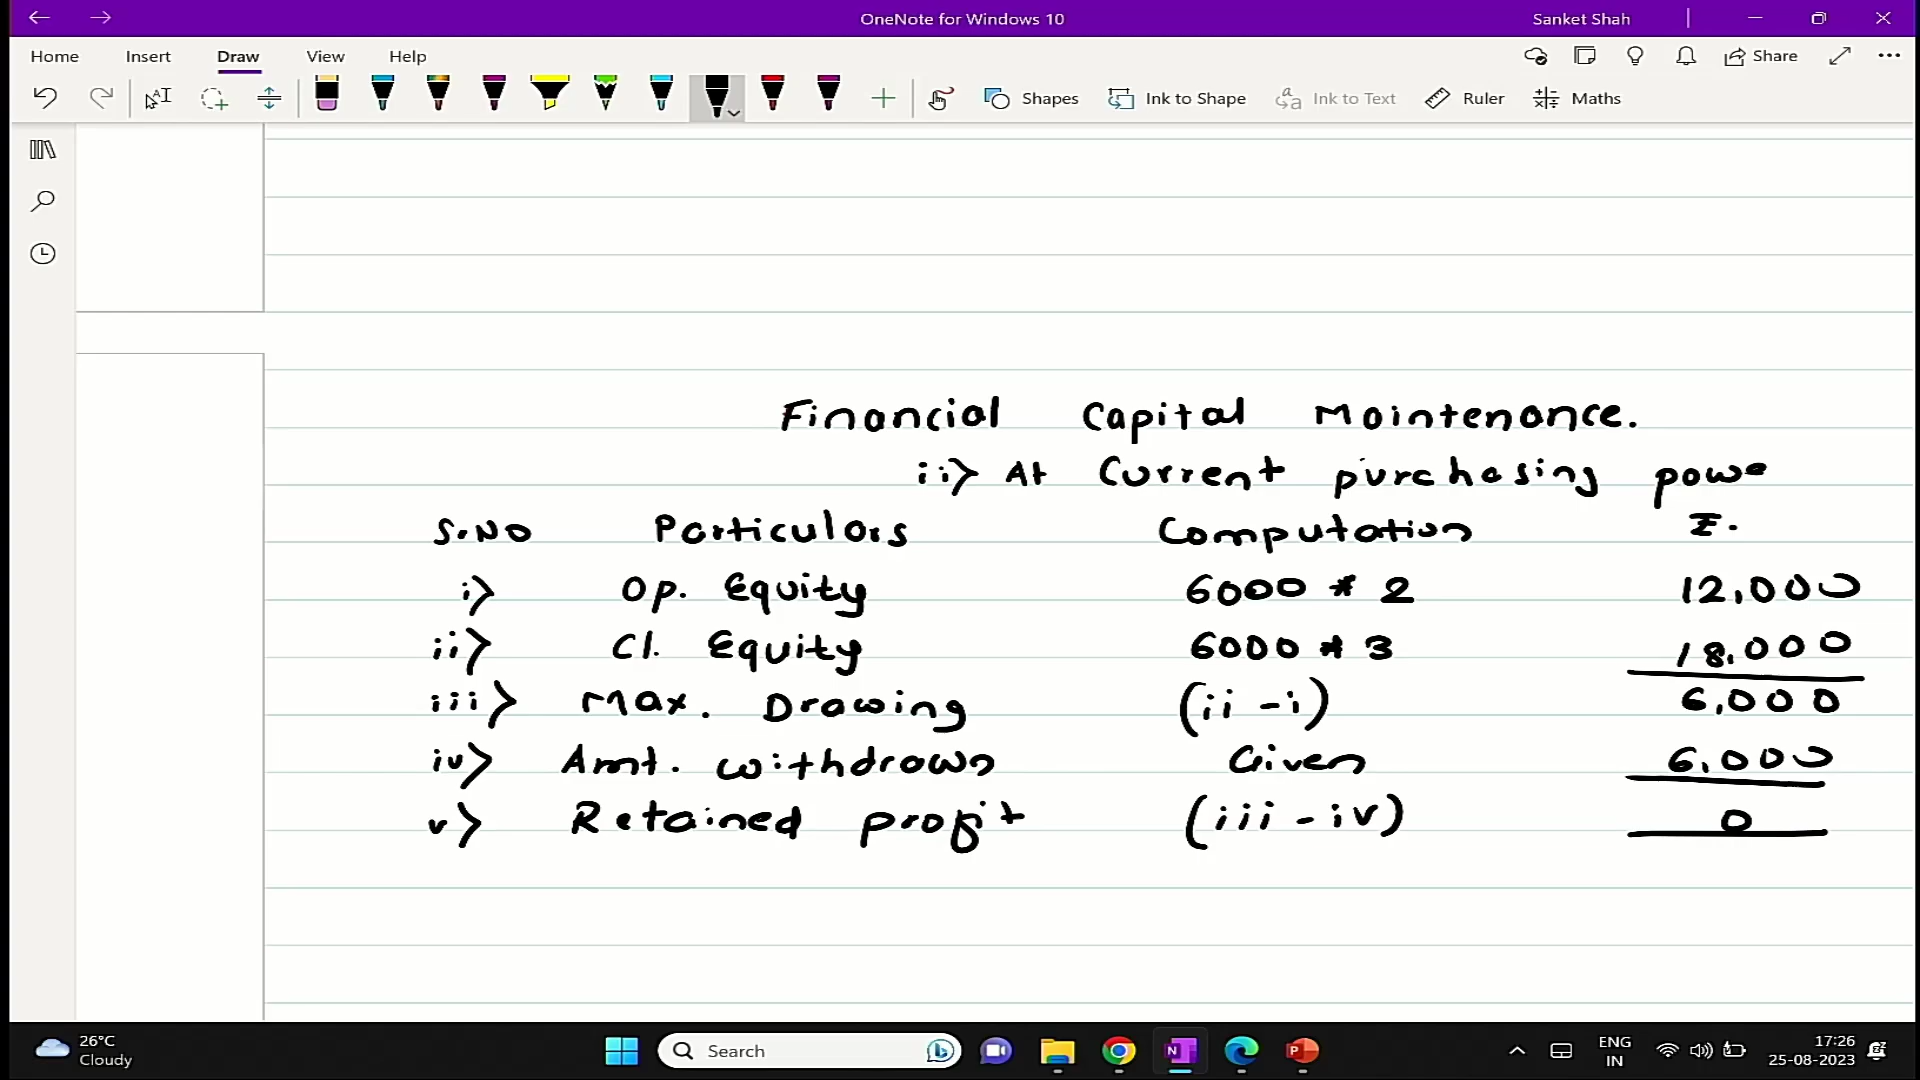 OneNote for Windows 10
Sanket Shah
Home Insert Draw View Help
Share
Shapes Ink to Shape Ink to Text Ruler Maths
Financial Capital Maintenance.
ii> At Current purchasing powe
S.NO Particulars Computation ₹.
i> Op. Equity 6000 * 2 12,000
ii> Cl. Equity 6000 * 3 18,000
iii> Max. Drawing (ii - i) 6,000
iv> Amt. withdrawn Given 6,000
v> Retained profit (iii - iv) 0
26°C
Cloudy
Search
ENG
IN
17:26
25-08-2023